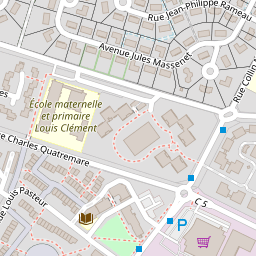 Rue Jean-Philippe Rameau
Avenue Jules Massenet
Rue Collin
École maternelle
et primaire
Louis Clément
Charles Quatremare
Louis Pasteur
C 5
P